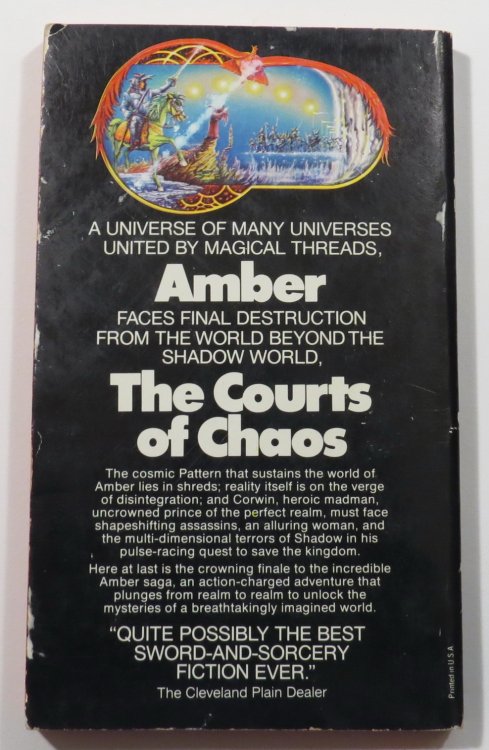 A UNIVERSE OF MANY UNIVERSES
UNITED BY MAGICAL THREADS,
Amber
FACES FINAL DESTRUCTION
FROM THE WORLD BEYOND THE
SHADOW WORLD,
The Courts
of Chaos
The cosmic Pattern that sustains the world of
Amber lies in shreds; reality itself is on the verge
of disintegration; and Corwin, heroic madman,
uncrowned prince of the perfect realm, must face
shapeshifting assassins, an alluring woman, and
the multi-dimensional terrors of Shadow in his
pulse-racing quest to save the kingdom.
Here at last is the crowning finale to the incredible
Amber saga, an action-charged adventure that
plunges from realm to realm to unlock the
mysteries of a breathtakingly imagined world.
"QUITE POSSIBLY THE BEST
SWORD-AND-SORCERY
FICTION EVER."
The Cleveland Plain Dealer
Printed in U.S.A